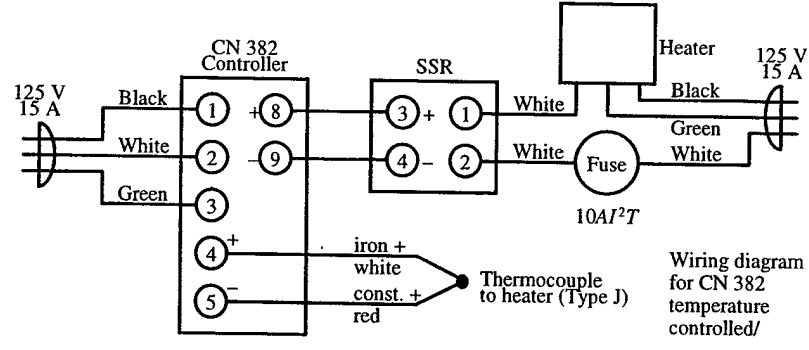 CN 382
Controller
SSR
Heater
125 V
15 A
125 V
15 A
Black
White
Green
1
2
3
4
+
5
−
+ 8
− 9
3 +
4 −
1
2
White
White
Black
Green
White
Fuse
10AI²T
iron +
white
const. +
red
Thermocouple
to heater (Type J)
Wiring diagram
for CN 382
temperature
controlled/